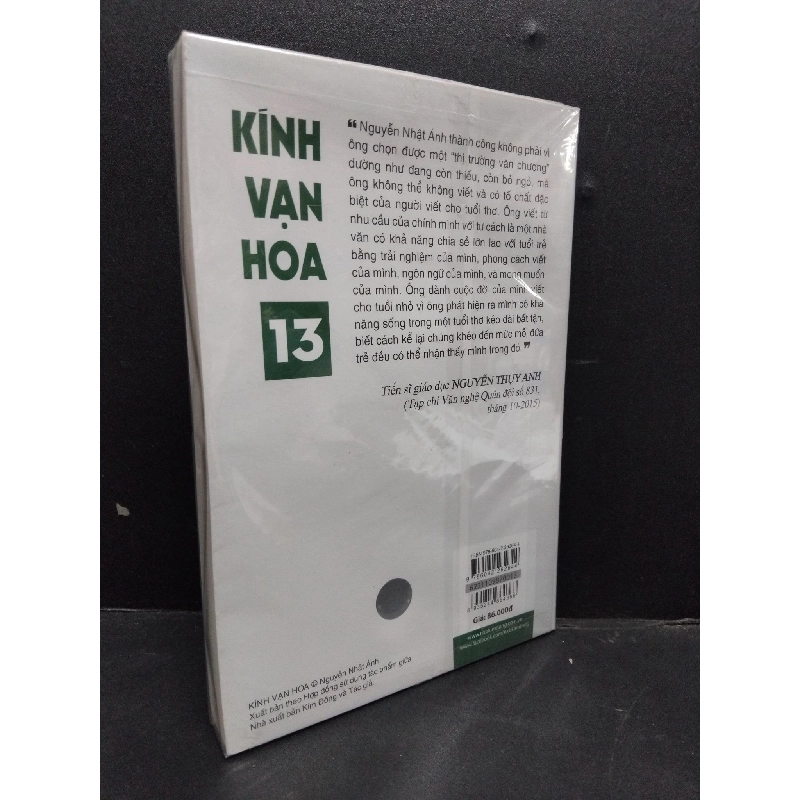 KÍNH
VẠN
HOA
13
❝ Nguyễn Nhật Ánh thành công không phải vì
ông chọn được một "thị trường văn chương"
dường như đang còn thiếu, còn bỏ ngỏ, mà
ông không thể không viết và có tố chất đặc
biệt của người viết cho tuổi thơ. Ông viết từ
nhu cầu của chính mình với tư cách là một nhà
văn có khả năng chia sẻ lớn lao với tuổi trẻ
bằng trải nghiệm của mình, phong cách viết
của mình, ngôn ngữ của mình, và mong muốn
của mình. Ông dành cuộc đời của mình viết
cho tuổi nhỏ vì ông phát hiện ra mình có khả
năng sống trong một tuổi thơ kéo dài bất tận,
biết cách kể lại chúng khéo đến mức mỗi đứa
trẻ đều có thể nhận thấy mình trong đó. ❞
Tiến sĩ giáo dục NGUYỄN THỤY ANH
(Tạp chí Văn nghệ Quân đội số 831,
tháng 10-2015)
Giá: 86.000đ
KÍNH VẠN HOA © Nguyễn Nhật Ánh
Xuất bản theo Hợp đồng sử dụng tác phẩm giữa
Nhà xuất bản Kim Đồng và Tác giả.